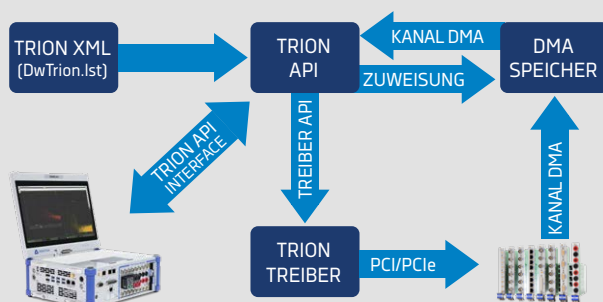 TRION XML
(DwTrion.lst)
TRION
API
KANAL DMA
ZUWEISUNG
DMA
SPEICHER
TRION API
INTERFACE
TREIBER API
KANAL DMA
TRION
TREIBER
PCI/PCIe